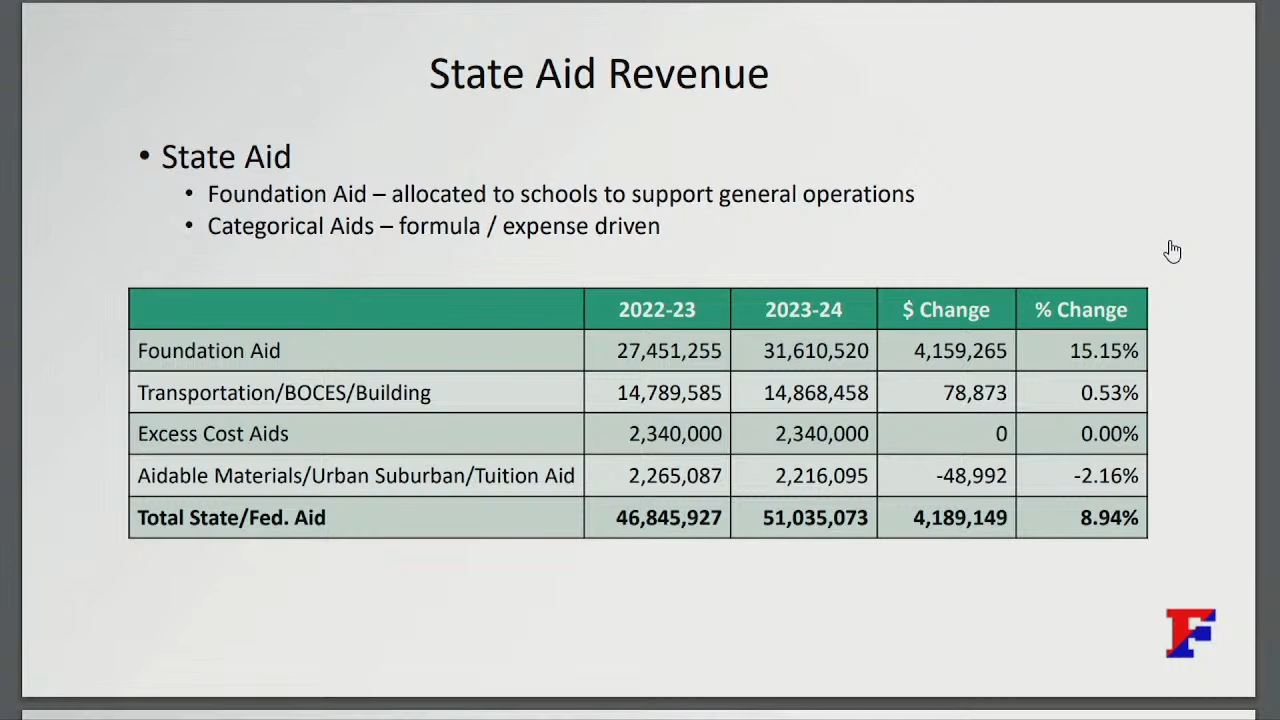 State Aid Revenue
• State Aid
• Foundation Aid – allocated to schools to support general operations
• Categorical Aids – formula / expense driven
2022-23 2023-24 $ Change % Change
Foundation Aid 27,451,255 31,610,520 4,159,265 15.15%
Transportation/BOCES/Building 14,789,585 14,868,458 78,873 0.53%
Excess Cost Aids 2,340,000 2,340,000 0 0.00%
Aidable Materials/Urban Suburban/Tuition Aid 2,265,087 2,216,095 -48,992 -2.16%
Total State/Fed. Aid 46,845,927 51,035,073 4,189,149 8.94%
F